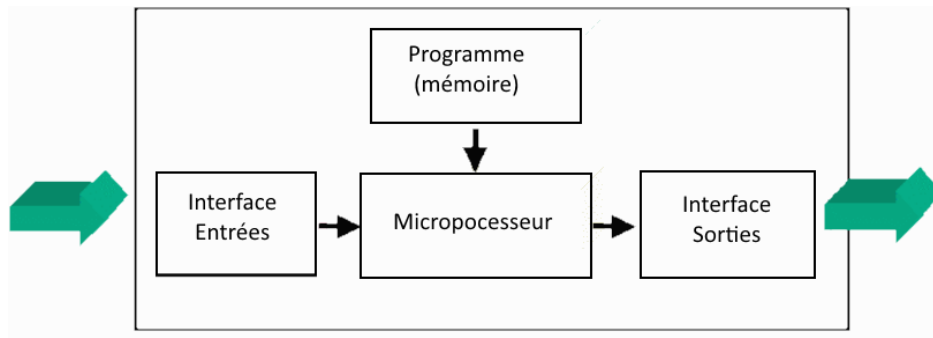 Programme
(mémoire)
Interface
Entrées
Micropocesseur
Interface
Sorties